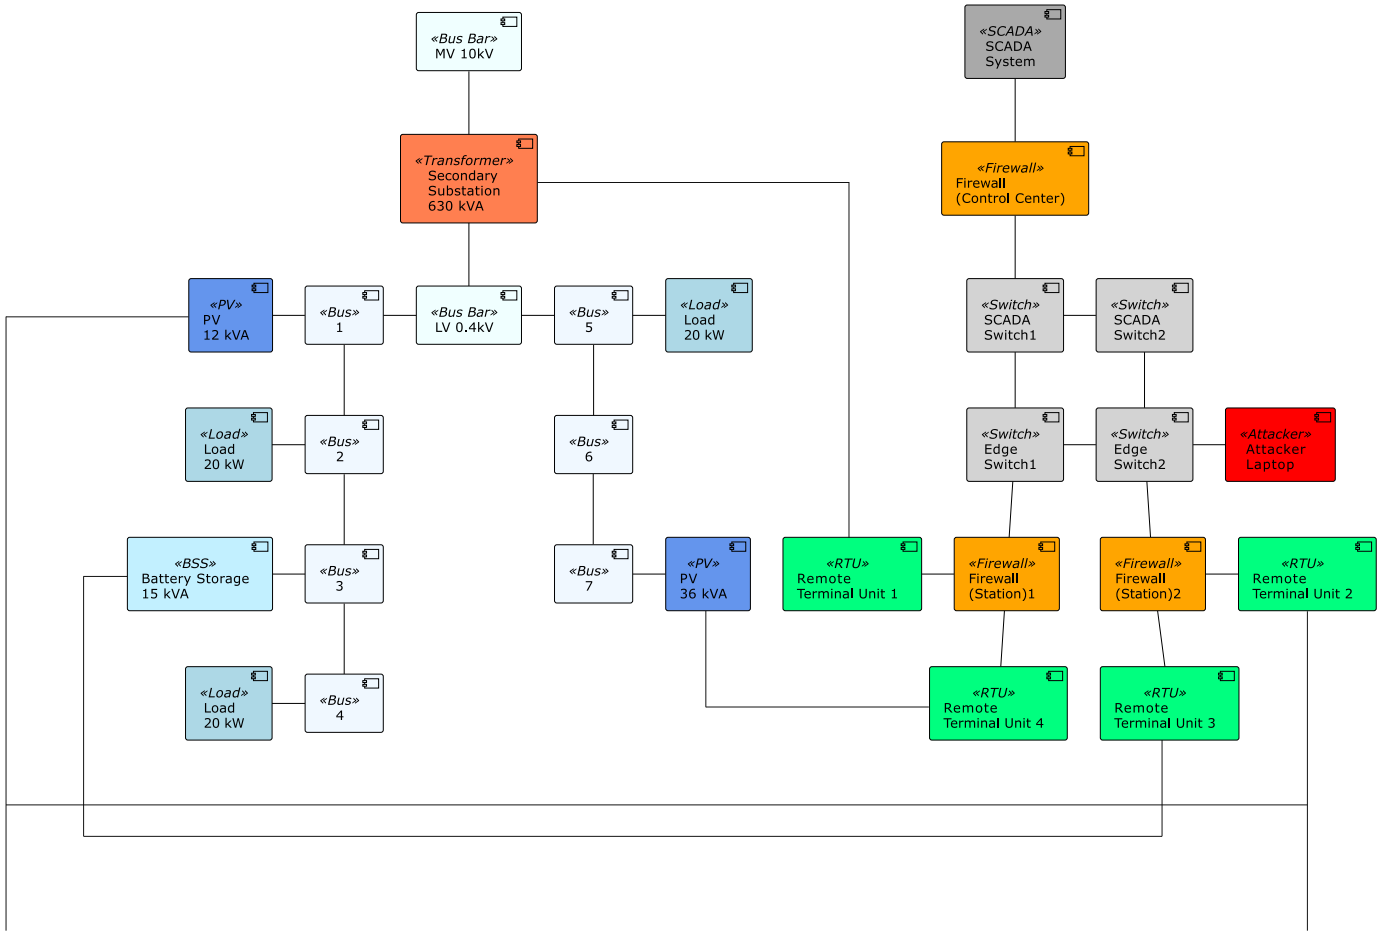 «Bus Bar»
MV 10kV
«SCADA»
SCADA
System
«Transformer»
Secondary
Substation
630 kVA
«Firewall»
Firewall
(Control Center)
«PV»
PV
12 kVA
«Bus»
1
«Bus Bar»
LV 0.4kV
«Bus»
5
«Load»
Load
20 kW
«Switch»
SCADA
Switch1
«Switch»
SCADA
Switch2
«Load»
Load
20 kW
«Bus»
2
«Bus»
6
«Switch»
Edge
Switch1
«Switch»
Edge
Switch2
«Attacker»
Attacker
Laptop
«BSS»
Battery Storage
15 kVA
«Bus»
3
«Bus»
7
«PV»
PV
36 kVA
«RTU»
Remote
Terminal Unit 1
«Firewall»
Firewall
(Station)1
«Firewall»
Firewall
(Station)2
«RTU»
Remote
Terminal Unit 2
«Load»
Load
20 kW
«Bus»
4
«RTU»
Remote
Terminal Unit 4
«RTU»
Remote
Terminal Unit 3